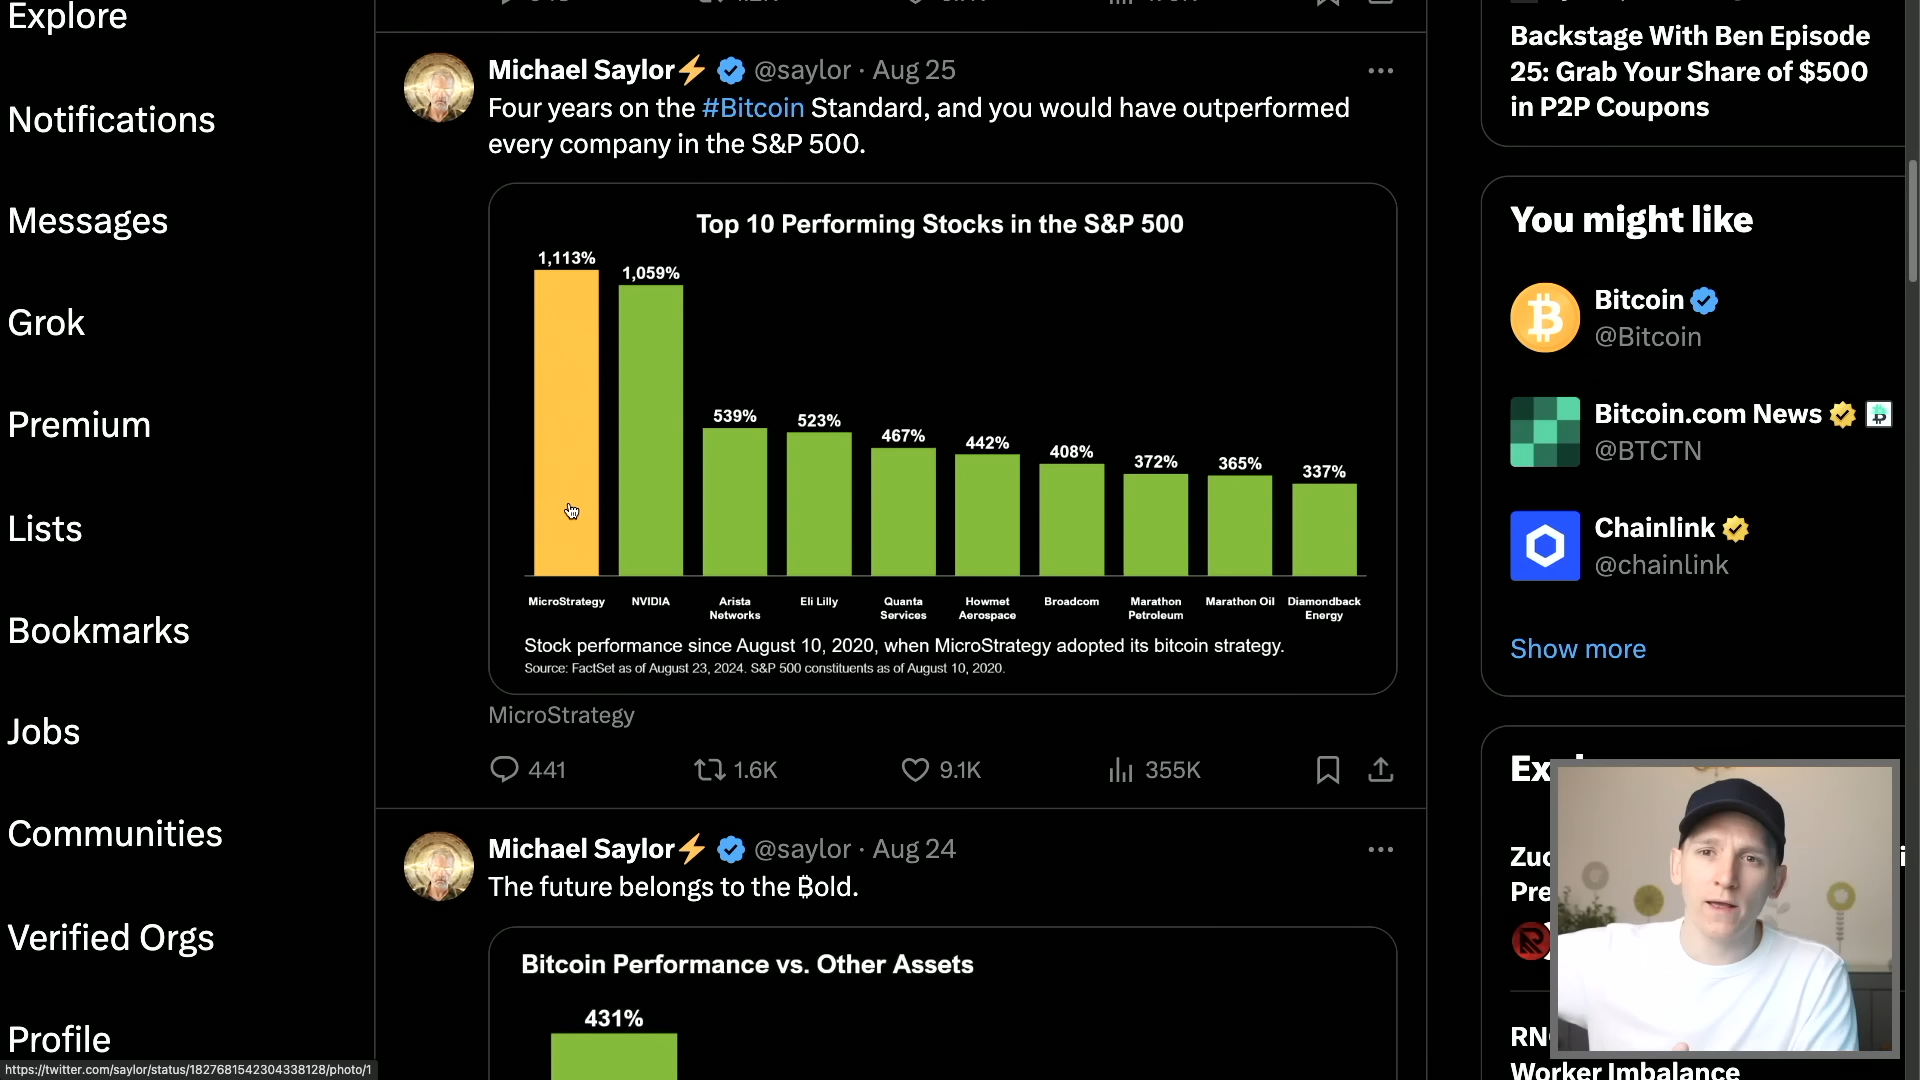 Explore
Notifications
Messages
Grok
Premium
Lists
Bookmarks
Jobs
Communities
Verified Orgs
Profile
https://twitter.com/saylor/status/1827681542304338128/photo/1
Michael Saylor⚡ @saylor · Aug 25
Four years on the #Bitcoin Standard, and you would have outperformed
every company in the S&P 500.
Top 10 Performing Stocks in the S&P 500
1,113%
1,059%
539%
523%
467%
442%
408%
372%
365%
337%
MicroStrategy
NVIDIA
Arista
Networks
Eli Lilly
Quanta
Services
Howmet
Aerospace
Broadcom
Marathon
Petroleum
Marathon Oil
Diamondback
Energy
Stock performance since August 10, 2020, when MicroStrategy adopted its bitcoin strategy.
Source: FactSet as of August 23, 2024. S&P 500 constituents as of August 10, 2020.
MicroStrategy
441 1.6K 9.1K 355K
Michael Saylor⚡ @saylor · Aug 24
The future belongs to the ₿old.
Bitcoin Performance vs. Other Assets
431%
Backstage With Ben Episode
25: Grab Your Share of $500
in P2P Coupons
You might like
Bitcoin
@Bitcoin
Bitcoin.com News
@BTCTN
Chainlink
@chainlink
Show more
Worker Imbalance